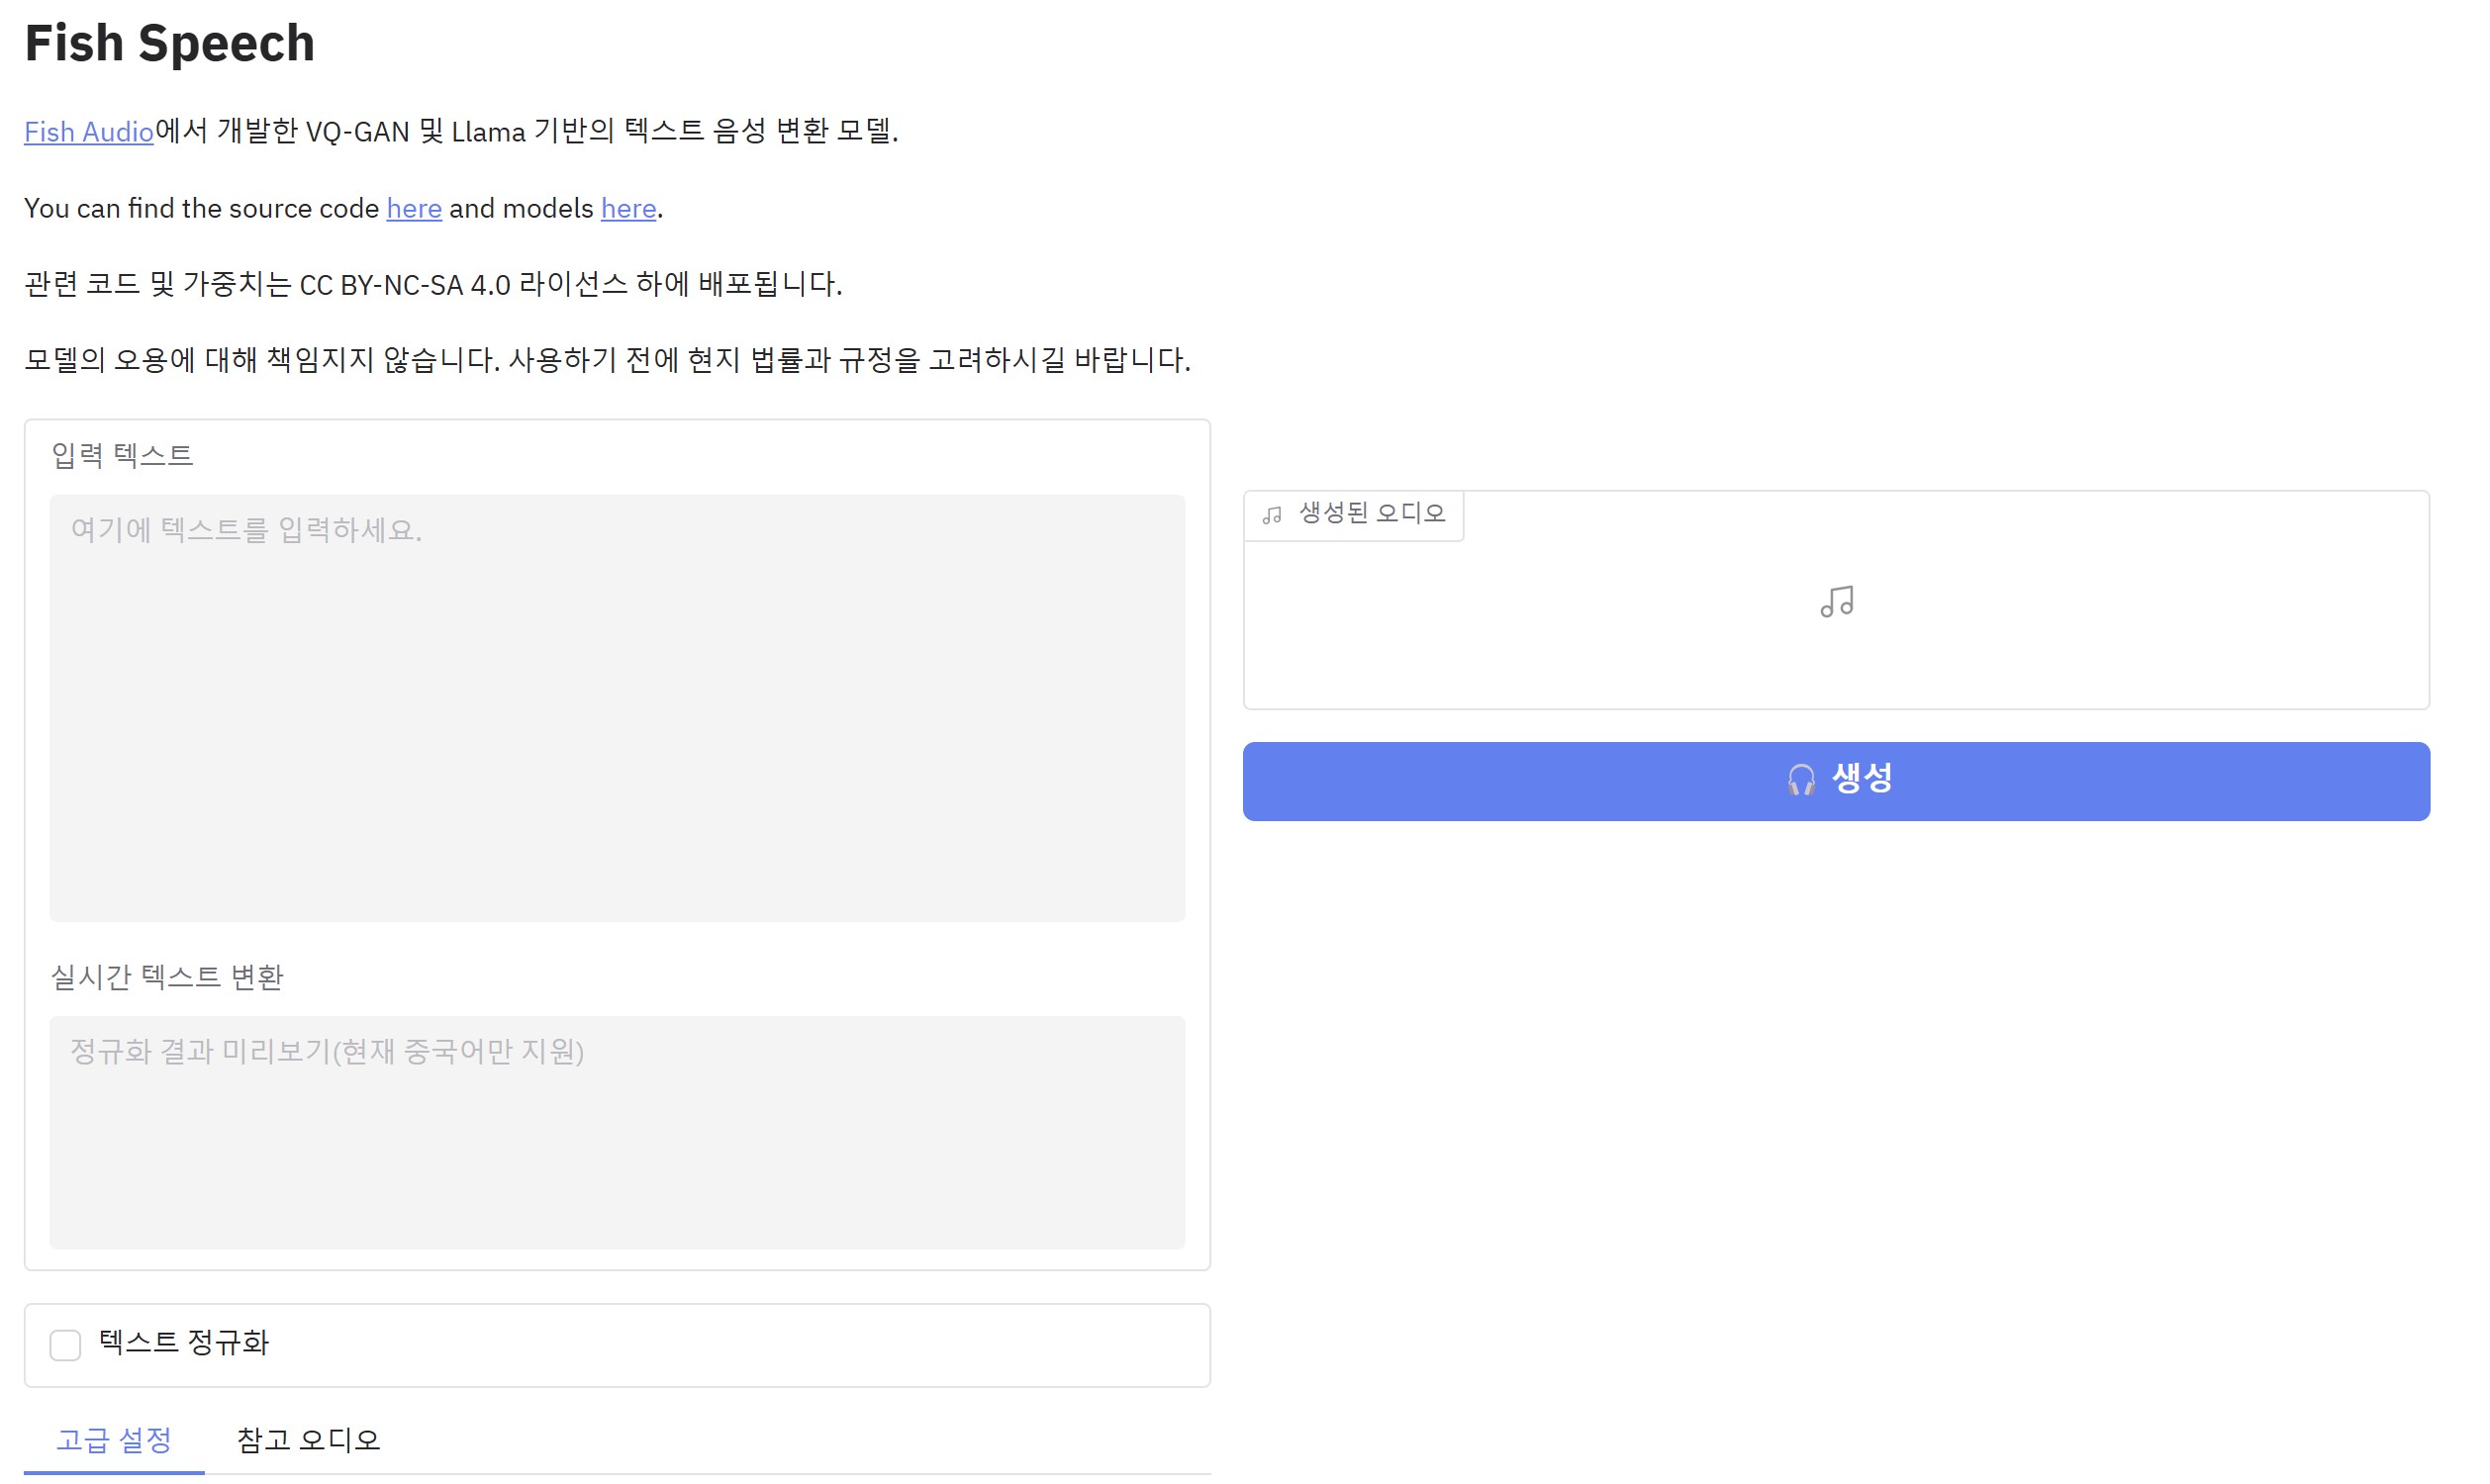 Fish Speech
Fish Audio에서 개발한 VQ-GAN 및 Llama 기반의 텍스트 음성 변환 모델.
You can find the source code here and models here.
관련 코드 및 가중치는 CC BY-NC-SA 4.0 라이선스 하에 배포됩니다.
모델의 오용에 대해 책임지지 않습니다. 사용하기 전에 현지 법률과 규정을 고려하시길 바랍니다.
입력 텍스트
여기에 텍스트를 입력하세요.
실시간 텍스트 변환
정규화 결과 미리보기(현재 중국어만 지원)
텍스트 정규화
고급 설정
참고 오디오
생성된 오디오
생성